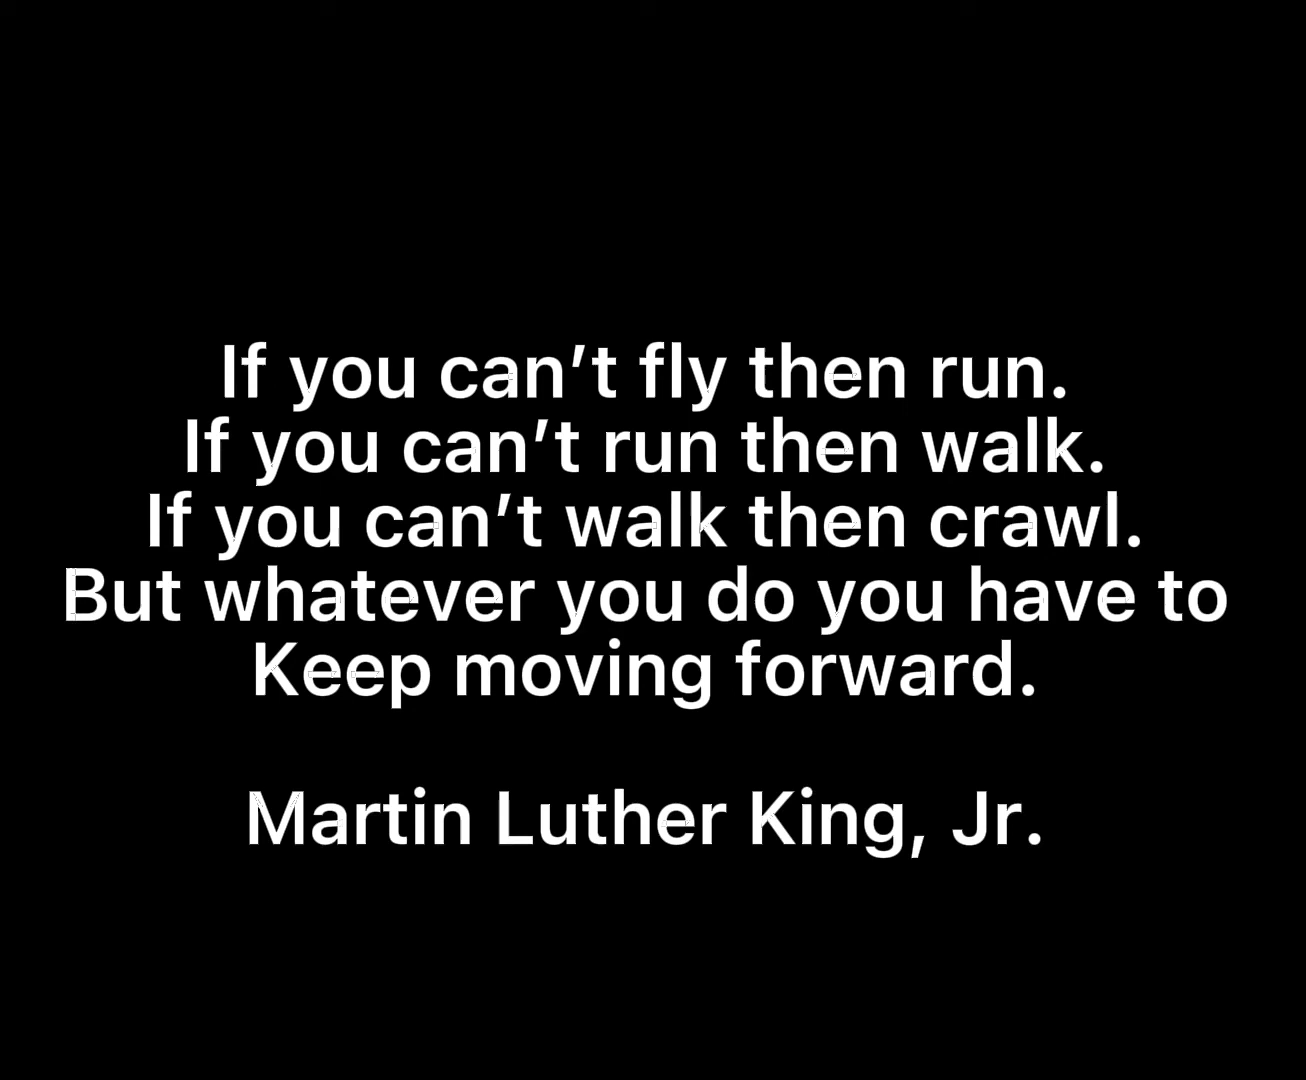 If you can’t fly then run.
If you can’t run then walk.
If you can’t walk then crawl.
But whatever you do you have to
Keep moving forward.
Martin Luther King, Jr.